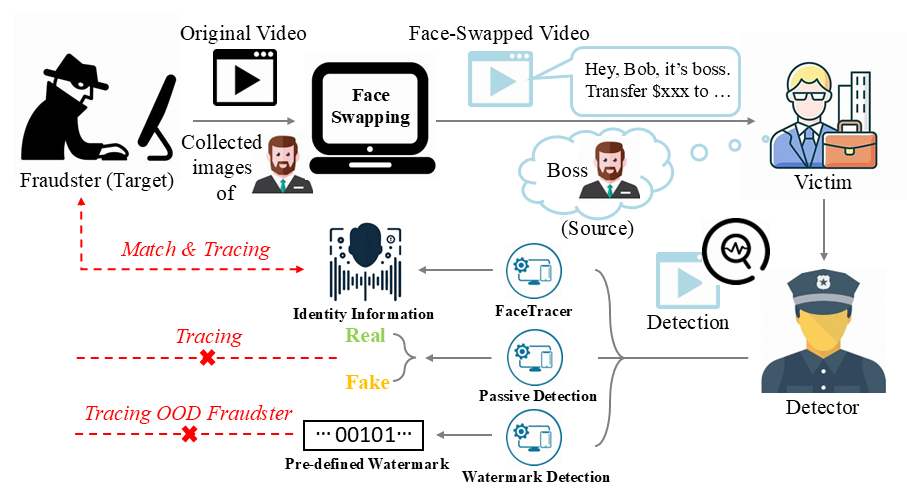 Original Video
Face-Swapped Video
Hey, Bob, it's boss.
Transfer $xxx to …
Face
Swapping
Collected
images
of
Boss
Fraudster (Target)
Victim
(Source)
Match & Tracing
Identity Information
FaceTracer
Detection
Tracing
Real
Fake
Passive Detection
Detector
Tracing OOD Fraudster
···00101···
Pre-defined Watermark
Watermark Detection